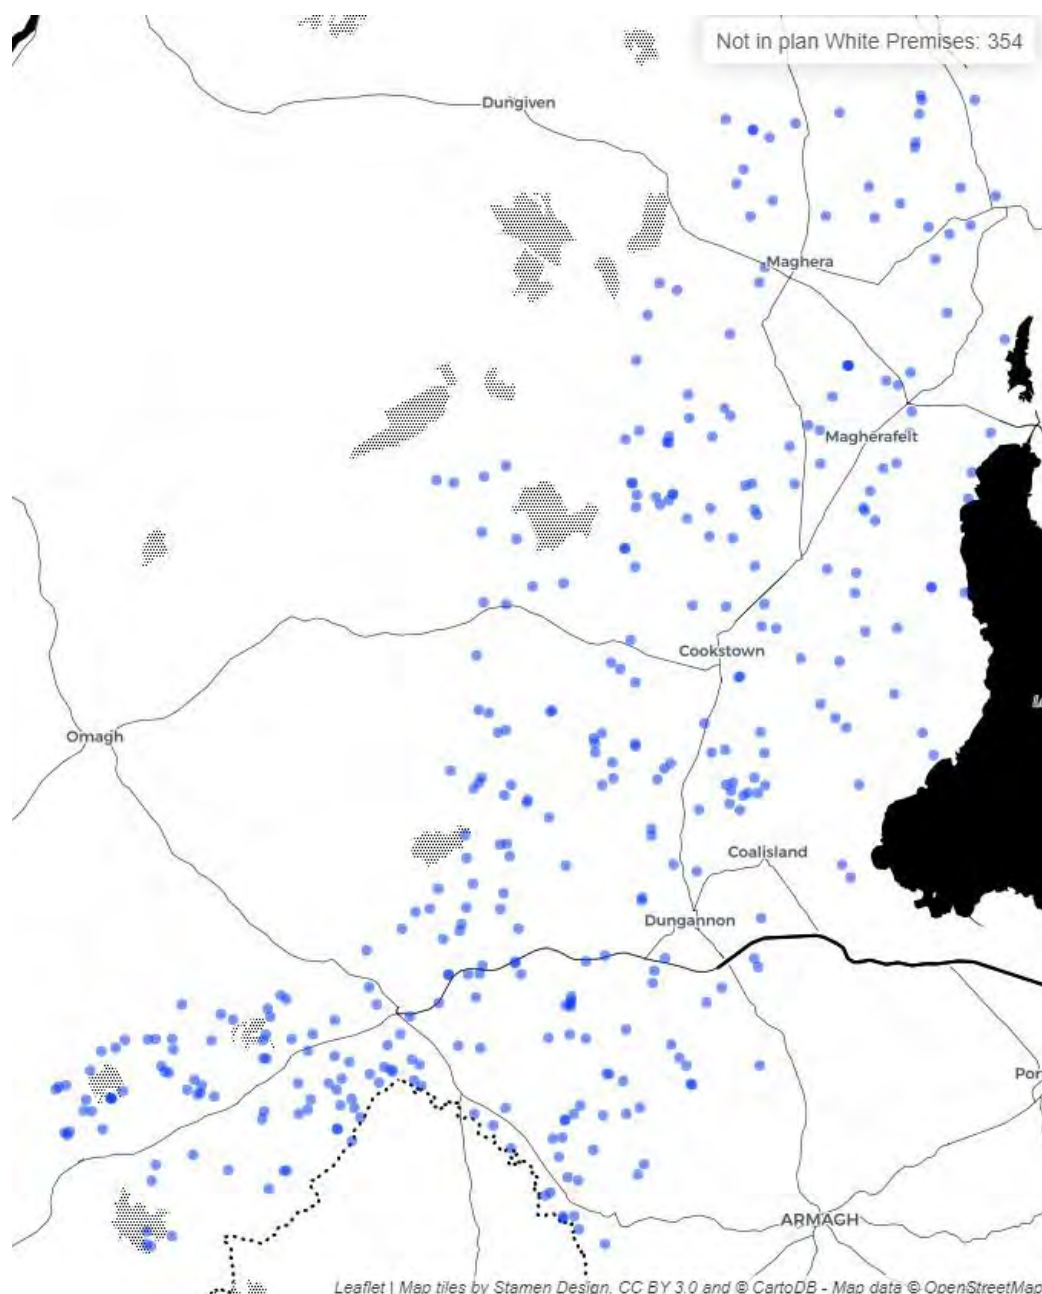 Not in plan White Premises: 354
Dungiven
Maghera
Magherafelt
Cookstown
Omagh
Coalisland
Dungannon
Por
ARMAGH
Leaflet | Map tiles by Stamen Design, CC BY 3.0 and © CartoDB - Map data © OpenStreetMap